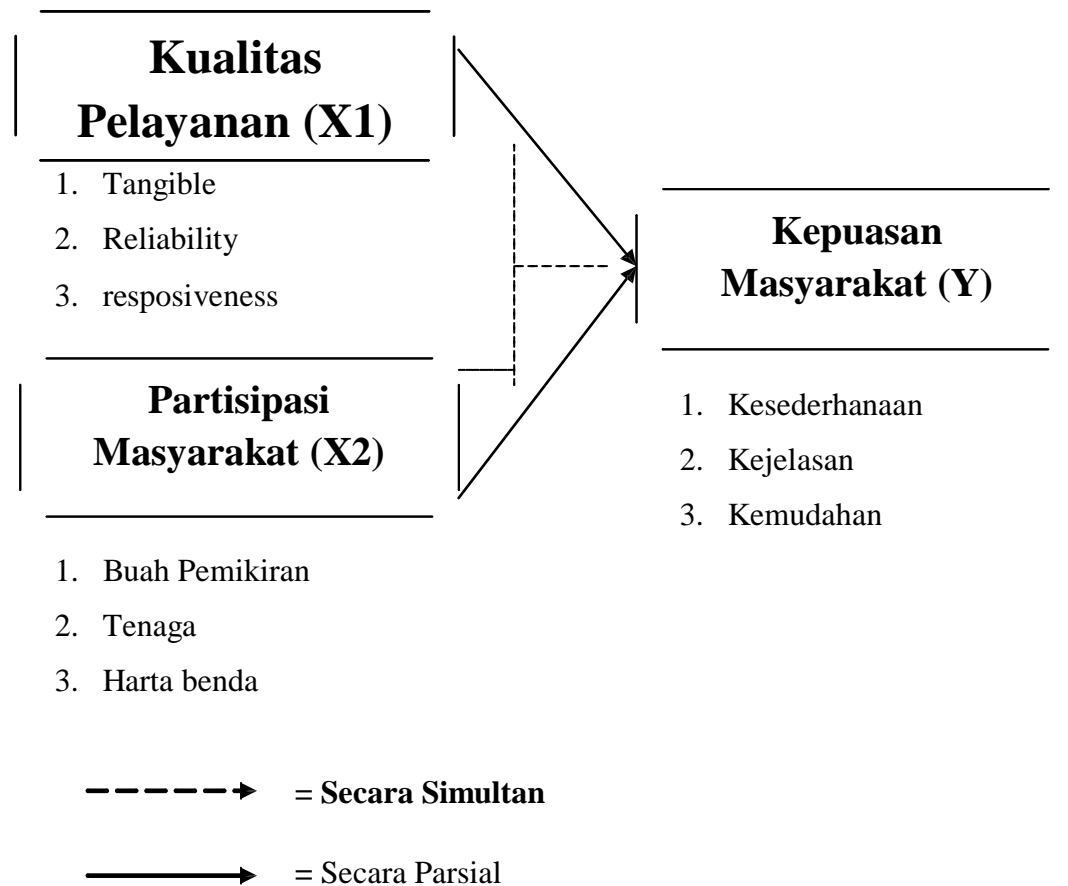 Kualitas
Pelayanan (X1)
1. Tangible
2. Reliability
3. resposiveness
Partisipasi
Masyarakat (X2)
1. Buah Pemikiran
2. Tenaga
3. Harta benda
Kepuasan
Masyarakat (Y)
1. Kesederhanaan
2. Kejelasan
3. Kemudahan
= Secara Simultan
= Secara Parsial